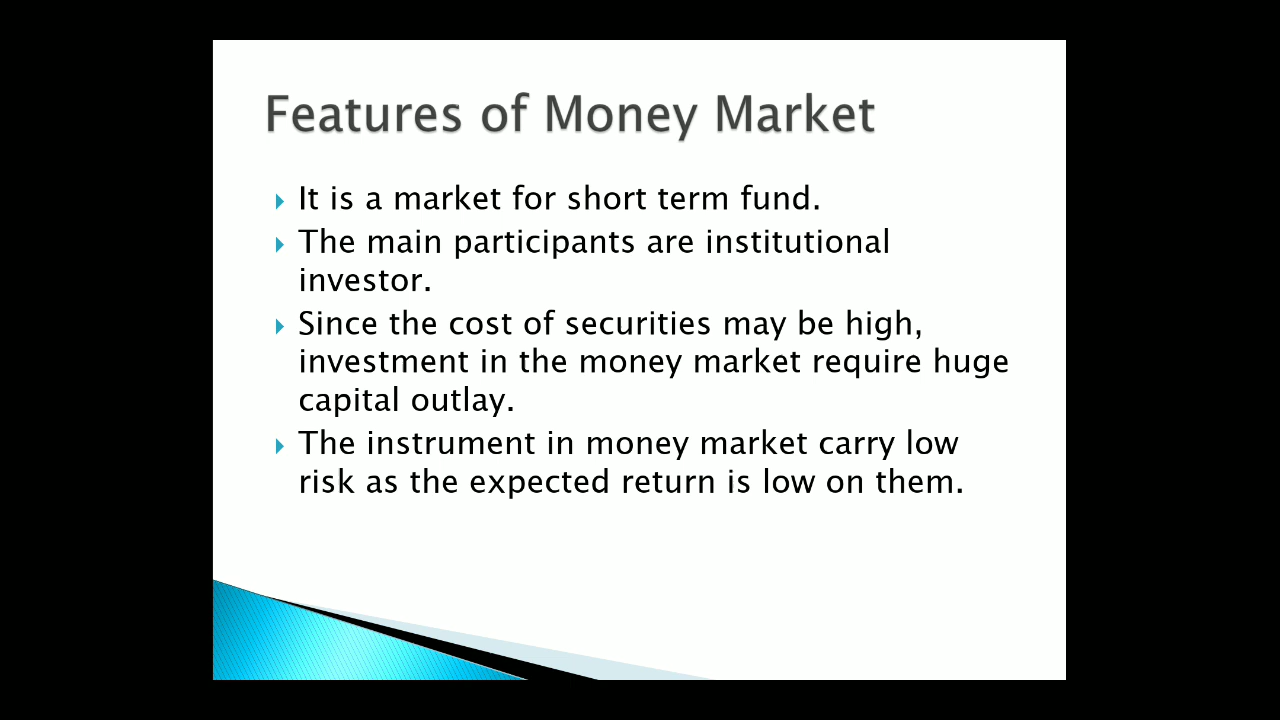 Features of Money Market
It is a market for short term fund.
The main participants are institutional
investor.
Since the cost of securities may be high,
investment in the money market require huge
capital outlay.
The instrument in money market carry low
risk as the expected return is low on them.